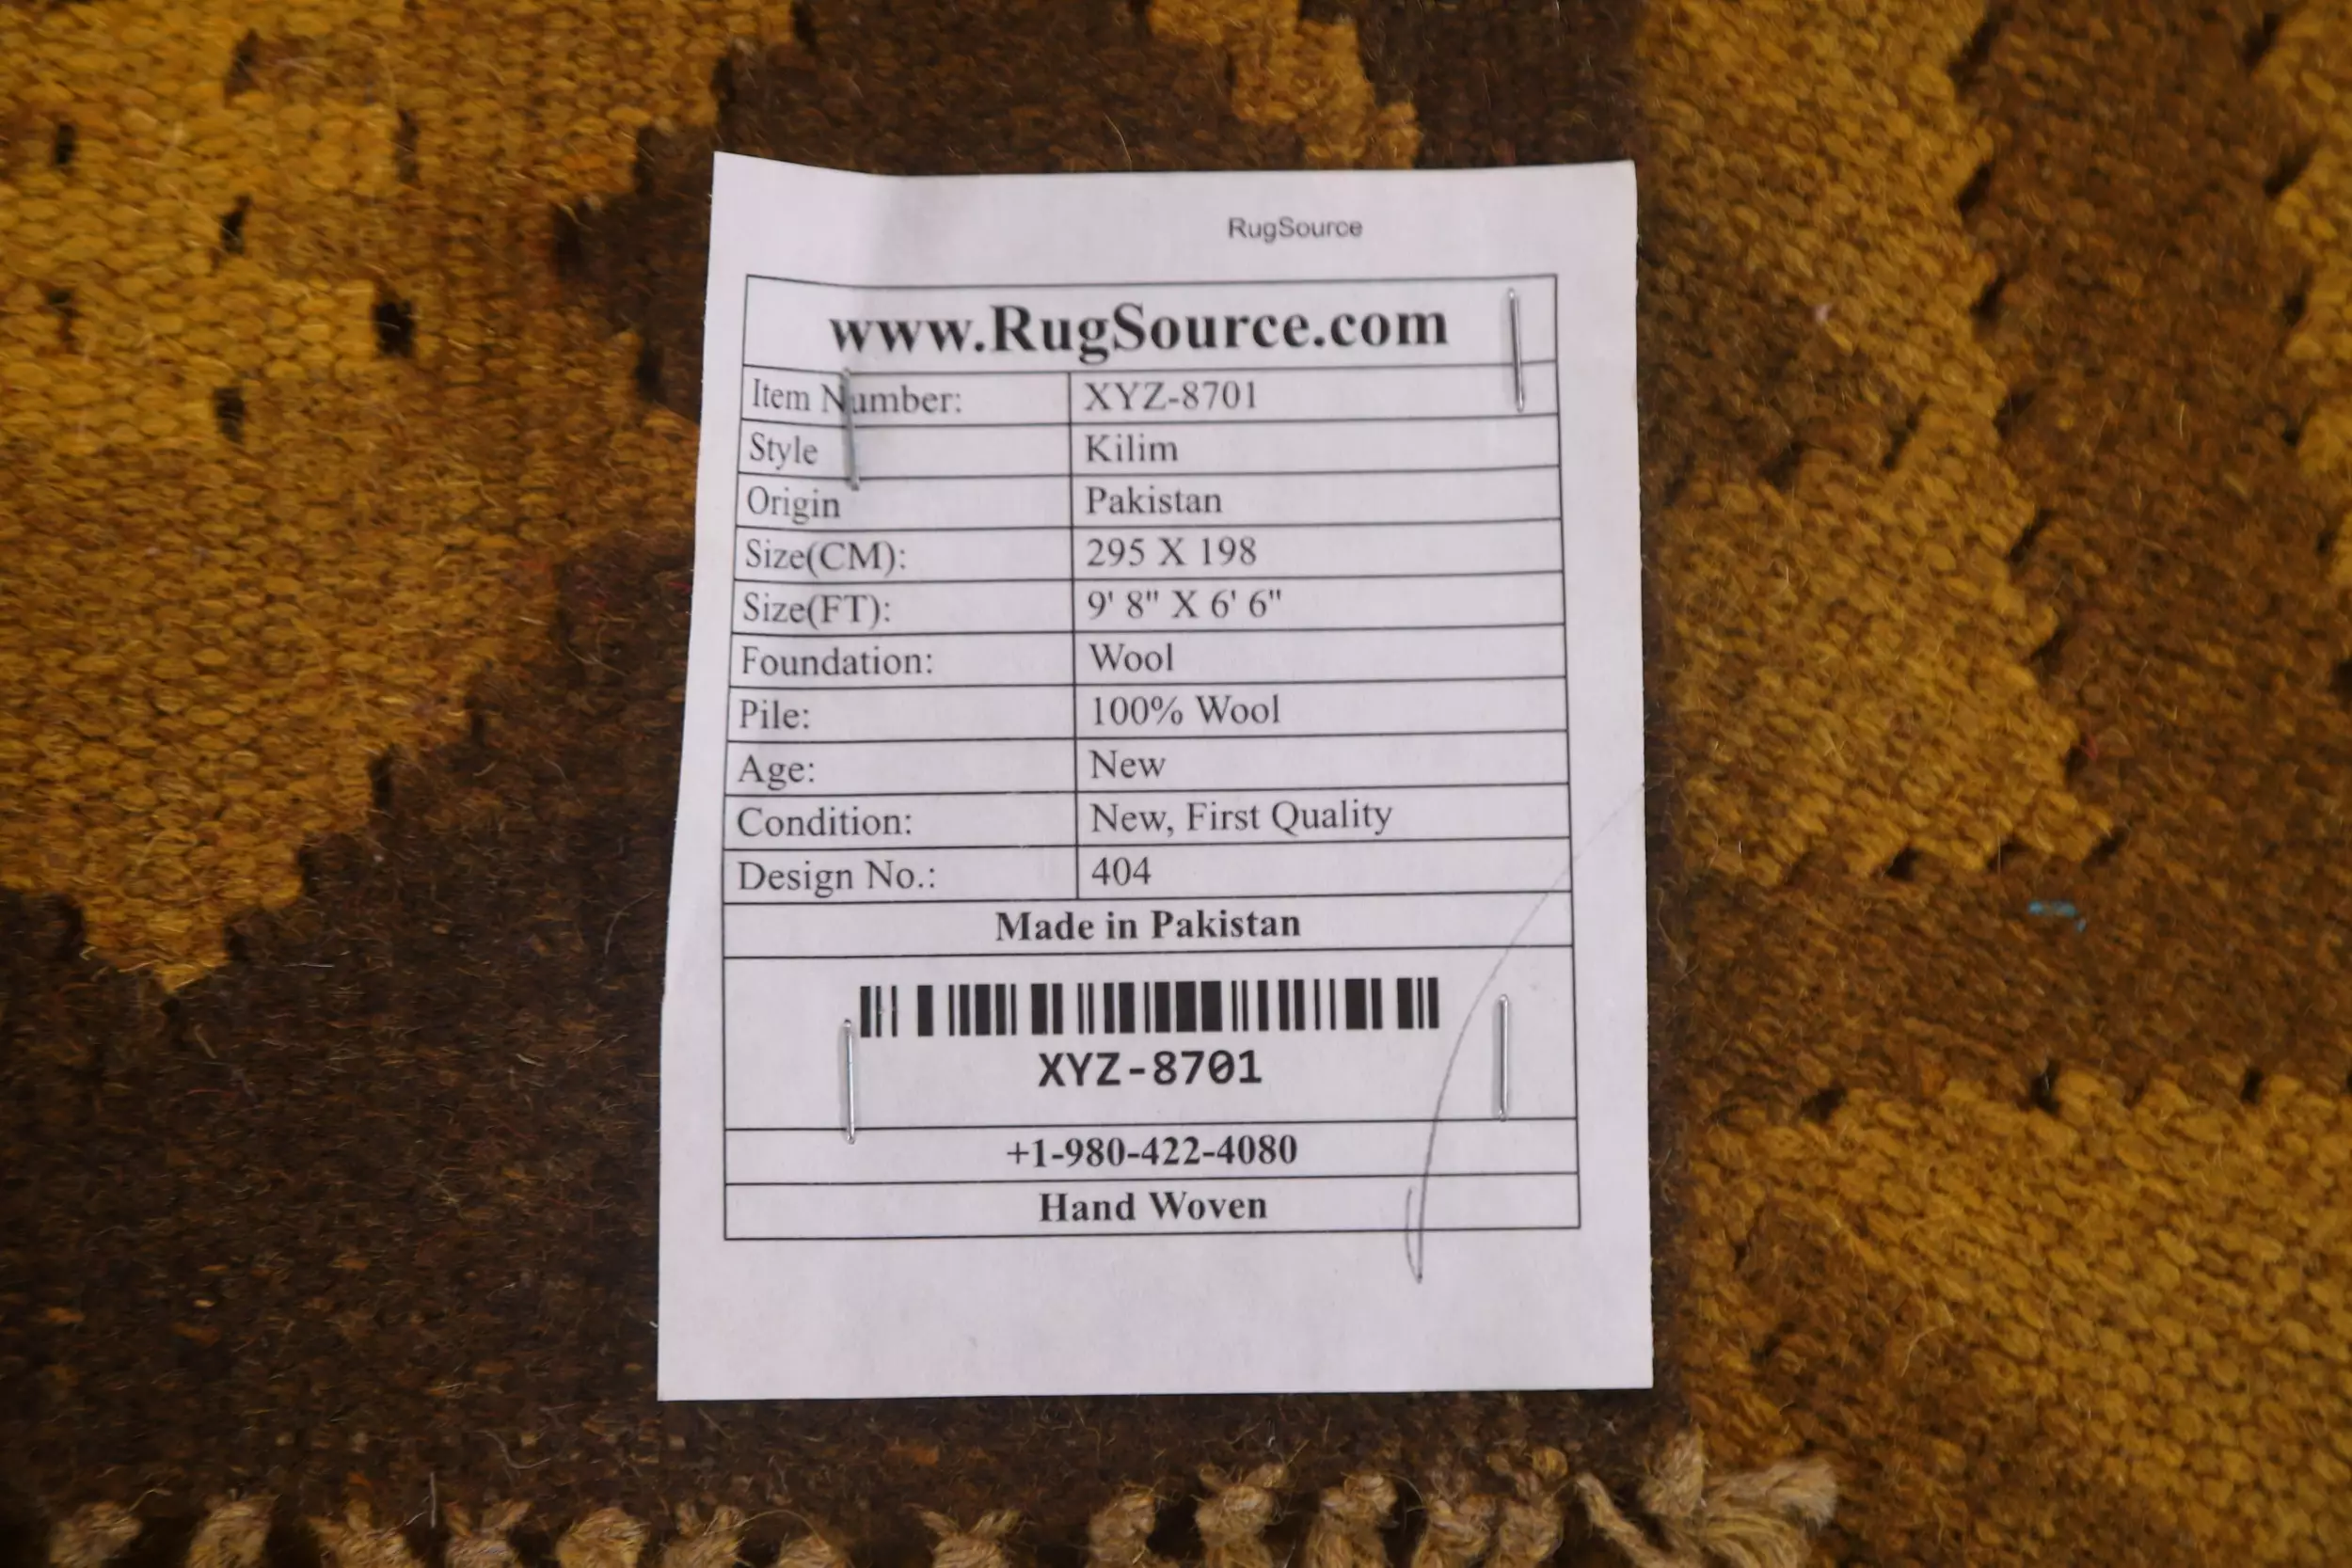 RugSource
www.RugSource.com
Item Number: XYZ-8701
Style Kilim
Origin Pakistan
Size(CM): 295 X 198
Size(FT): 9' 8" X 6' 6"
Foundation: Wool
Pile: 100% Wool
Age: New
Condition: New, First Quality
Design No.: 404
Made in Pakistan
XYZ-8701
+1-980-422-4080
Hand Woven